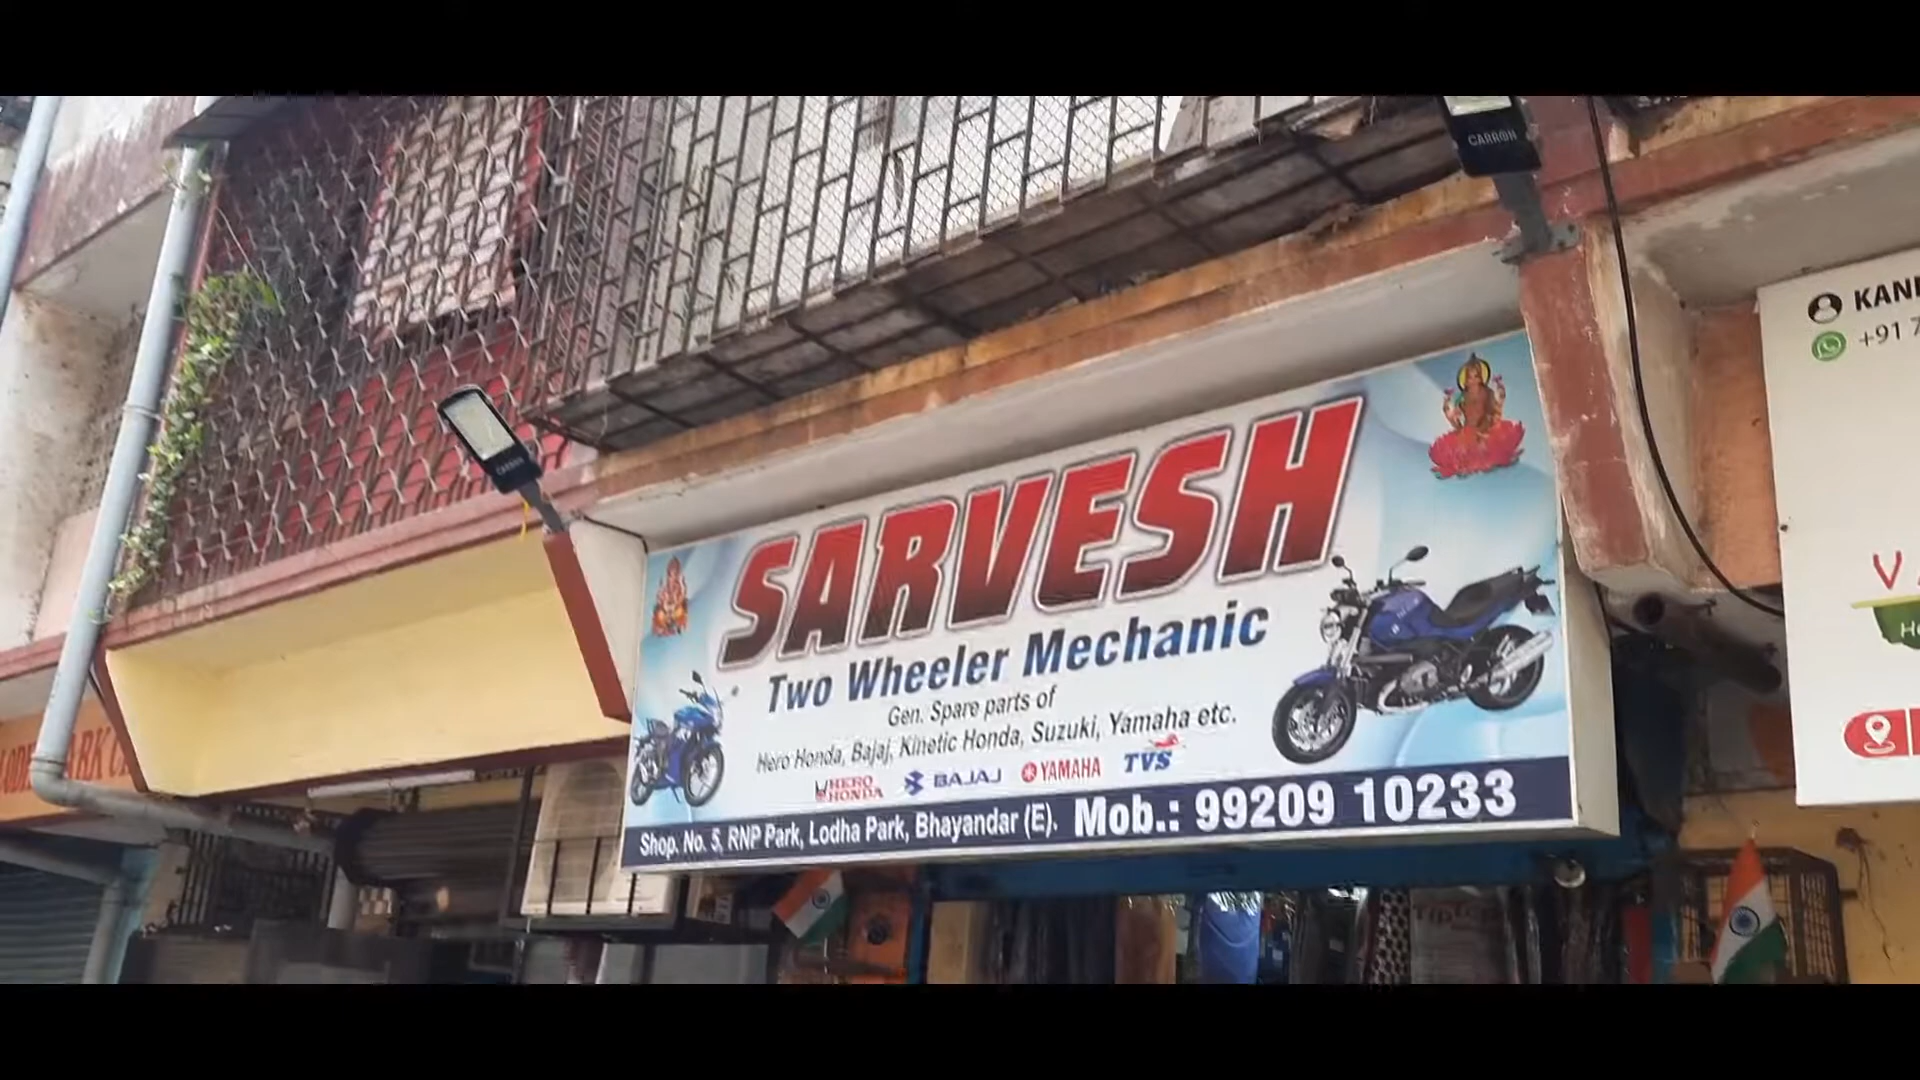 CARRON
CARRON
SARVESH
Two Wheeler Mechanic
Gen. Spare parts of
Hero Honda, Bajaj, Kinetic Honda, Suzuki, Yamaha etc.
HERO HONDA BAJAJ YAMAHA TVS
Shop. No. 5, RNP Park, Lodha Park, Bhayandar (E). Mob.: 99209 10233
+91 7